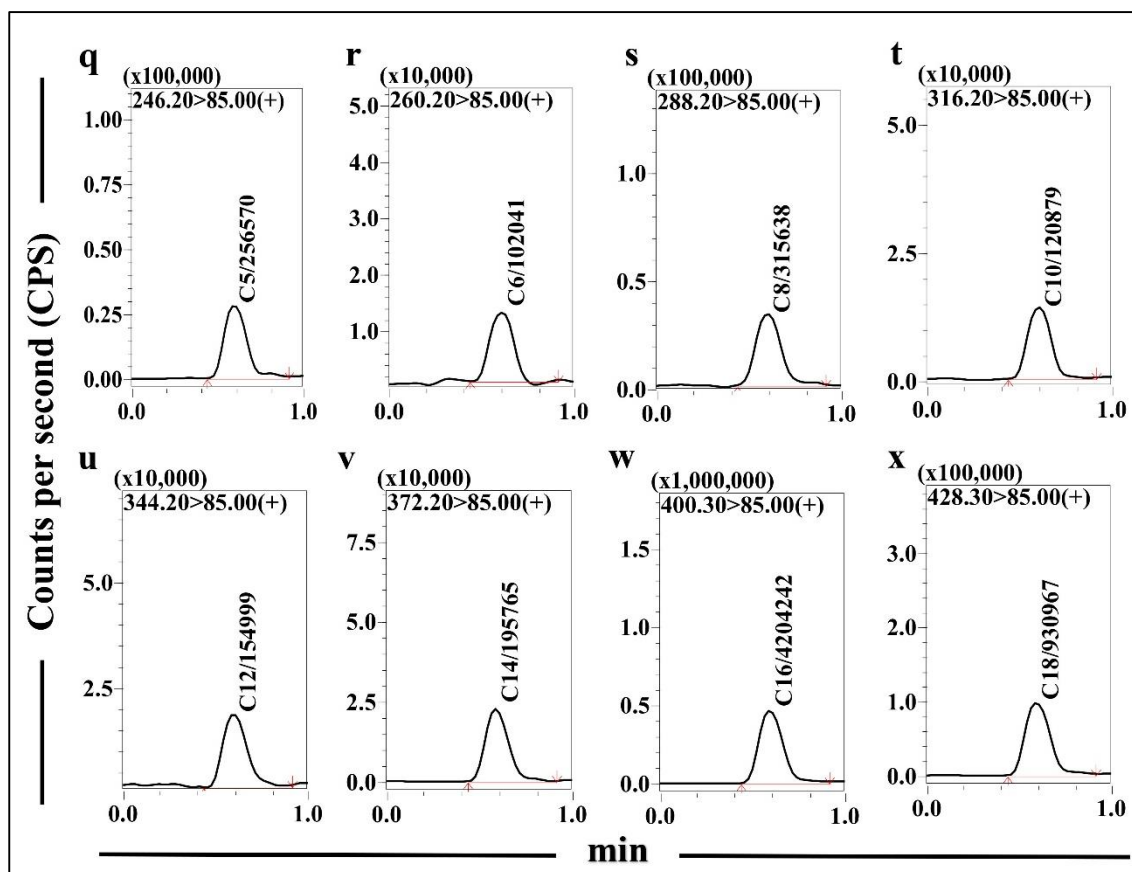 Counts per second (CPS)
q
(x100,000)
246.20>85.00(+)
1.00
0.75
0.50
0.25
0.00
C5/256570
0.0
1.0
r
(x10,000)
260.20>85.00(+)
5.0
4.0
3.0
2.0
1.0
C6/102041
0.0
1.0
s
(x100,000)
288.20>85.00(+)
1.0
0.5
0.0
C8/315638
0.0
1.0
t
(x10,000)
316.20>85.00(+)
5.0
2.5
0.0
C10/120879
0.0
1.0
u
(x10,000)
344.20>85.00(+)
5.0
2.5
C12/154999
0.0
1.0
v
(x10,000)
372.20>85.00(+)
7.5
5.0
2.5
0.0
C14/195765
0.0
1.0
w
(x1,000,000)
400.30>85.00(+)
1.5
1.0
0.5
0.0
C16/4204242
0.0
1.0
x
(x100,000)
428.30>85.00(+)
3.0
2.0
1.0
0.0
C18/930967
0.0
1.0
min